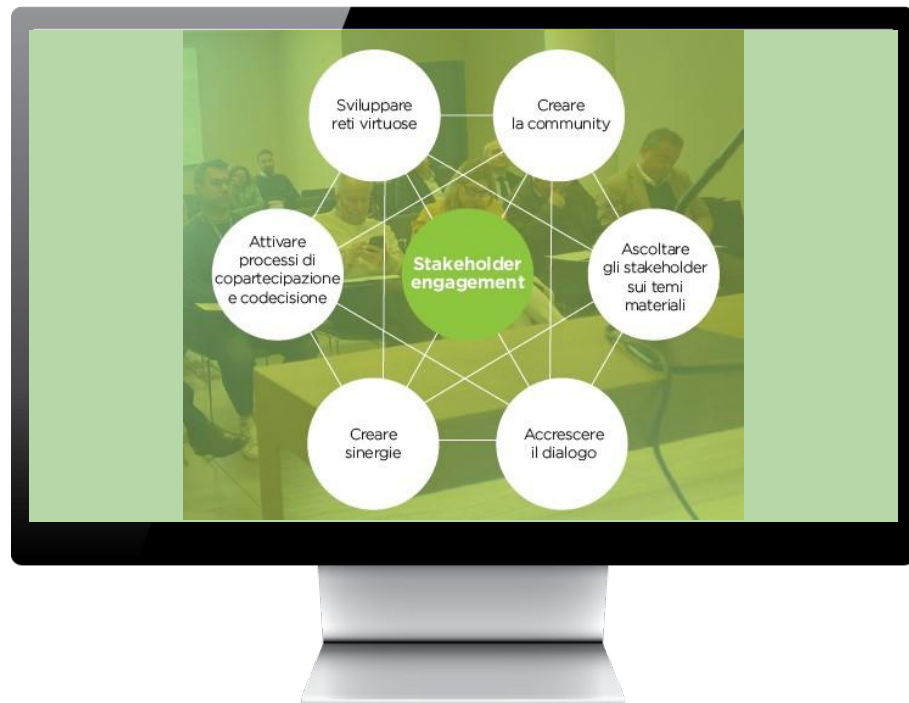 Sviluppare
reti virtuose
Creare
la community
Attivare
processi di
copartecipazione
e codecisione
Stakeholder
engagement
Ascoltare
gli stakeholder
sui temi
materiali
Creare
sinergie
Accrescere
il dialogo